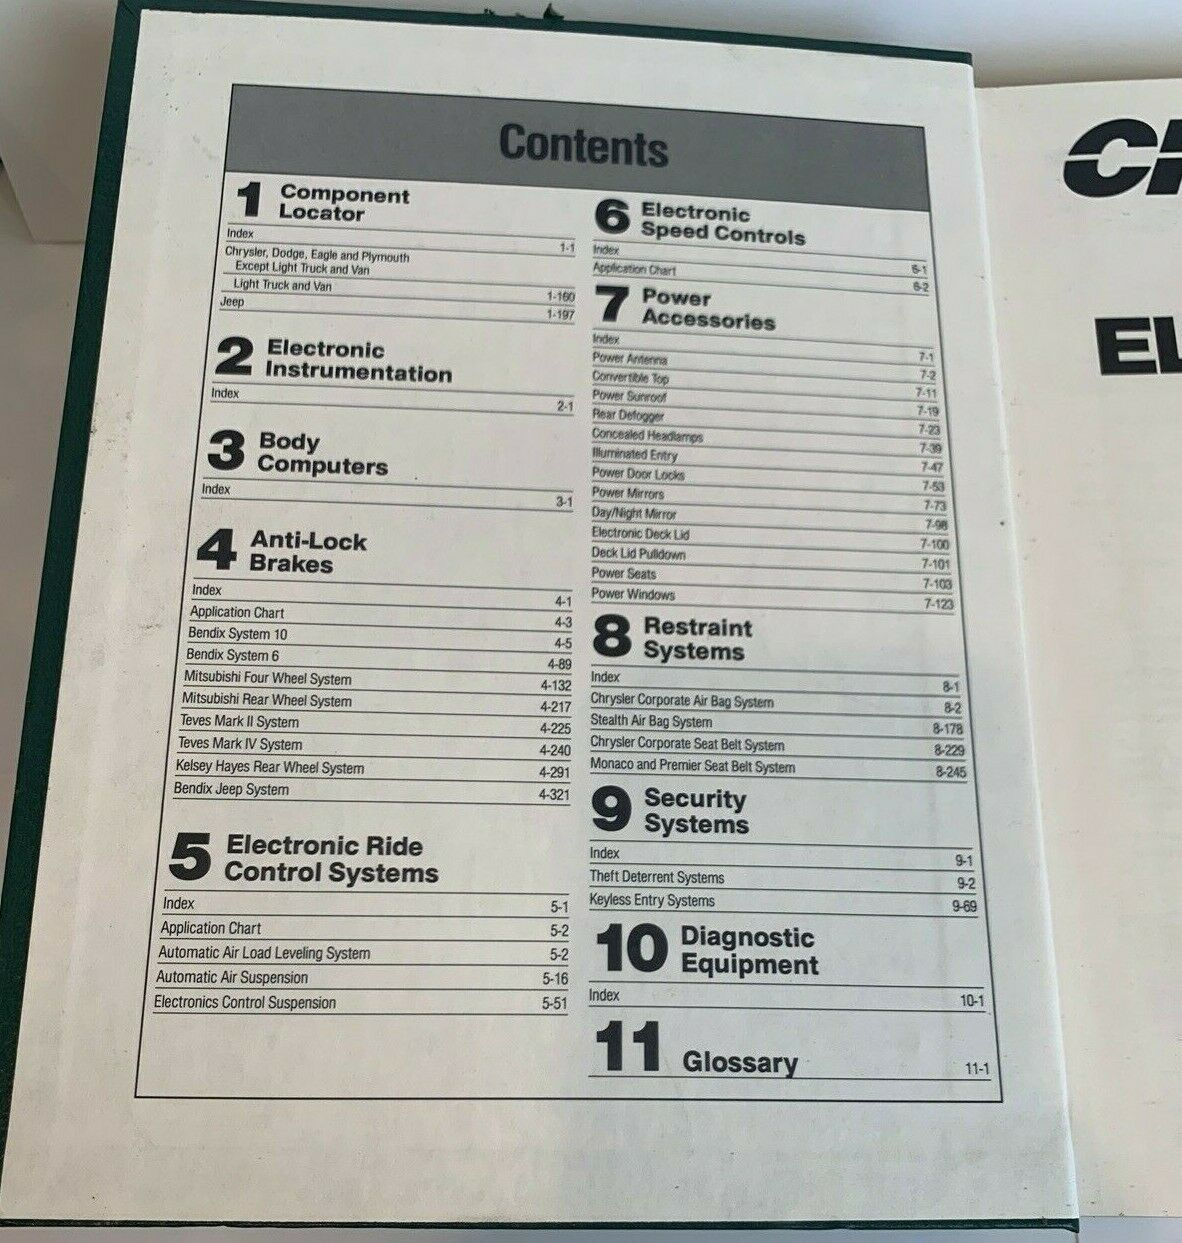 Contents
1 Component
Locator
Index 1-1
Chrysler, Dodge, Eagle and Plymouth
Except Light Truck and Van
Light Truck and Van 1-160
Jeep 1-197
2 Electronic
Instrumentation
Index 2-1
3 Body
Computers
Index 3-1
4 Anti-Lock
Brakes
Index 4-1
Application Chart 4-3
Bendix System 10 4-5
Bendix System 6 4-89
Mitsubishi Four Wheel System 4-132
Mitsubishi Rear Wheel System 4-217
Teves Mark II System 4-225
Teves Mark IV System 4-240
Kelsey Hayes Rear Wheel System 4-291
Bendix Jeep System 4-321
5 Electronic Ride
Control Systems
Index 5-1
Application Chart 5-2
Automatic Air Load Leveling System 5-2
Automatic Air Suspension 5-16
Electronics Control Suspension 5-51
6 Electronic
Speed Controls
Index 6-1
Application Chart 6-2
7 Power
Accessories
Index 7-1
Power Antenna 7-2
Convertible Top 7-11
Power Sunroof 7-19
Rear Defogger 7-23
Concealed Headlamps 7-39
Illuminated Entry 7-47
Power Door Locks 7-53
Power Mirrors 7-73
Day/Night Mirror 7-98
Electronic Deck Lid 7-100
Deck Lid Pulldown 7-101
Power Seats 7-103
Power Windows 7-123
8 Restraint
Systems
Index 8-1
Chrysler Corporate Air Bag System 8-2
Stealth Air Bag System 8-178
Chrysler Corporate Seat Belt System 8-229
Monaco and Premier Seat Belt System 8-245
9 Security
Systems
Index 9-1
Theft Deterrent Systems 9-2
Keyless Entry Systems 9-69
10 Diagnostic
Equipment
Index 10-1
11 Glossary 11-1